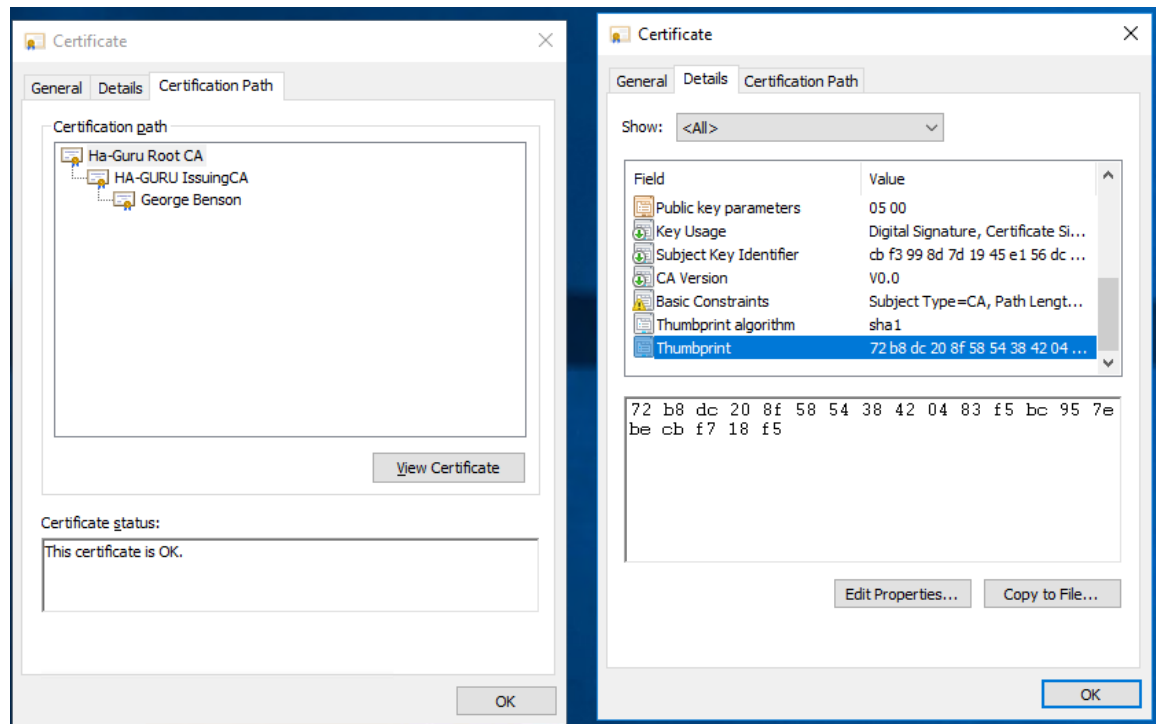 Certificate
General Details Certification Path
Certification path
Ha-Guru Root CA
HA-GURU IssuingCA
George Benson
View Certificate
Certificate status:
This certificate is OK.
OK
Certificate
General Details Certification Path
Show: <All>
Field Value
Public key parameters 05 00
Key Usage Digital Signature, Certificate Si...
Subject Key Identifier cb f3 99 8d 7d 19 45 e1 56 dc ...
CA Version V0.0
Basic Constraints Subject Type=CA, Path Lengt...
Thumbprint algorithm sha1
Thumbprint 72 b8 dc 20 8f 58 54 38 42 04 ...
72 b8 dc 20 8f 58 54 38 42 04 83 f5 bc 95 7e
be cb f7 18 f5
Edit Properties... Copy to File...
OK